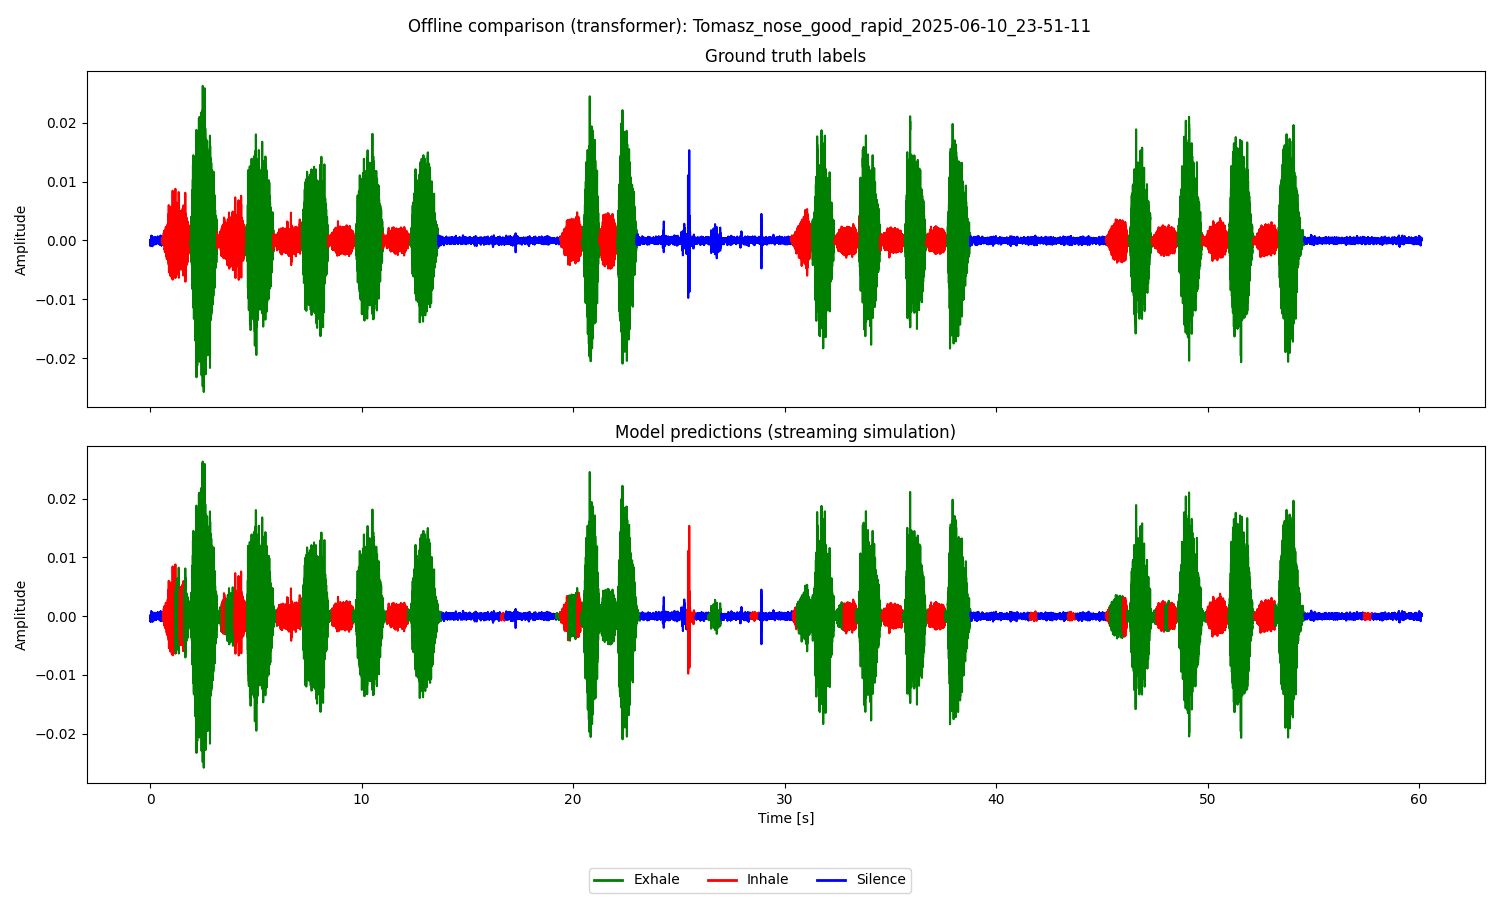 Offline comparison (transformer): Tomasz_nose_good_rapid_2025-06-10_23-51-11
Ground truth labels
0.02
0.01
0.00
−0.01
−0.02
Amplitude
Model predictions (streaming simulation)
0.02
0.01
0.00
−0.01
−0.02
Amplitude
0 10 20 30 40 50 60
Time [s]
Exhale Inhale Silence